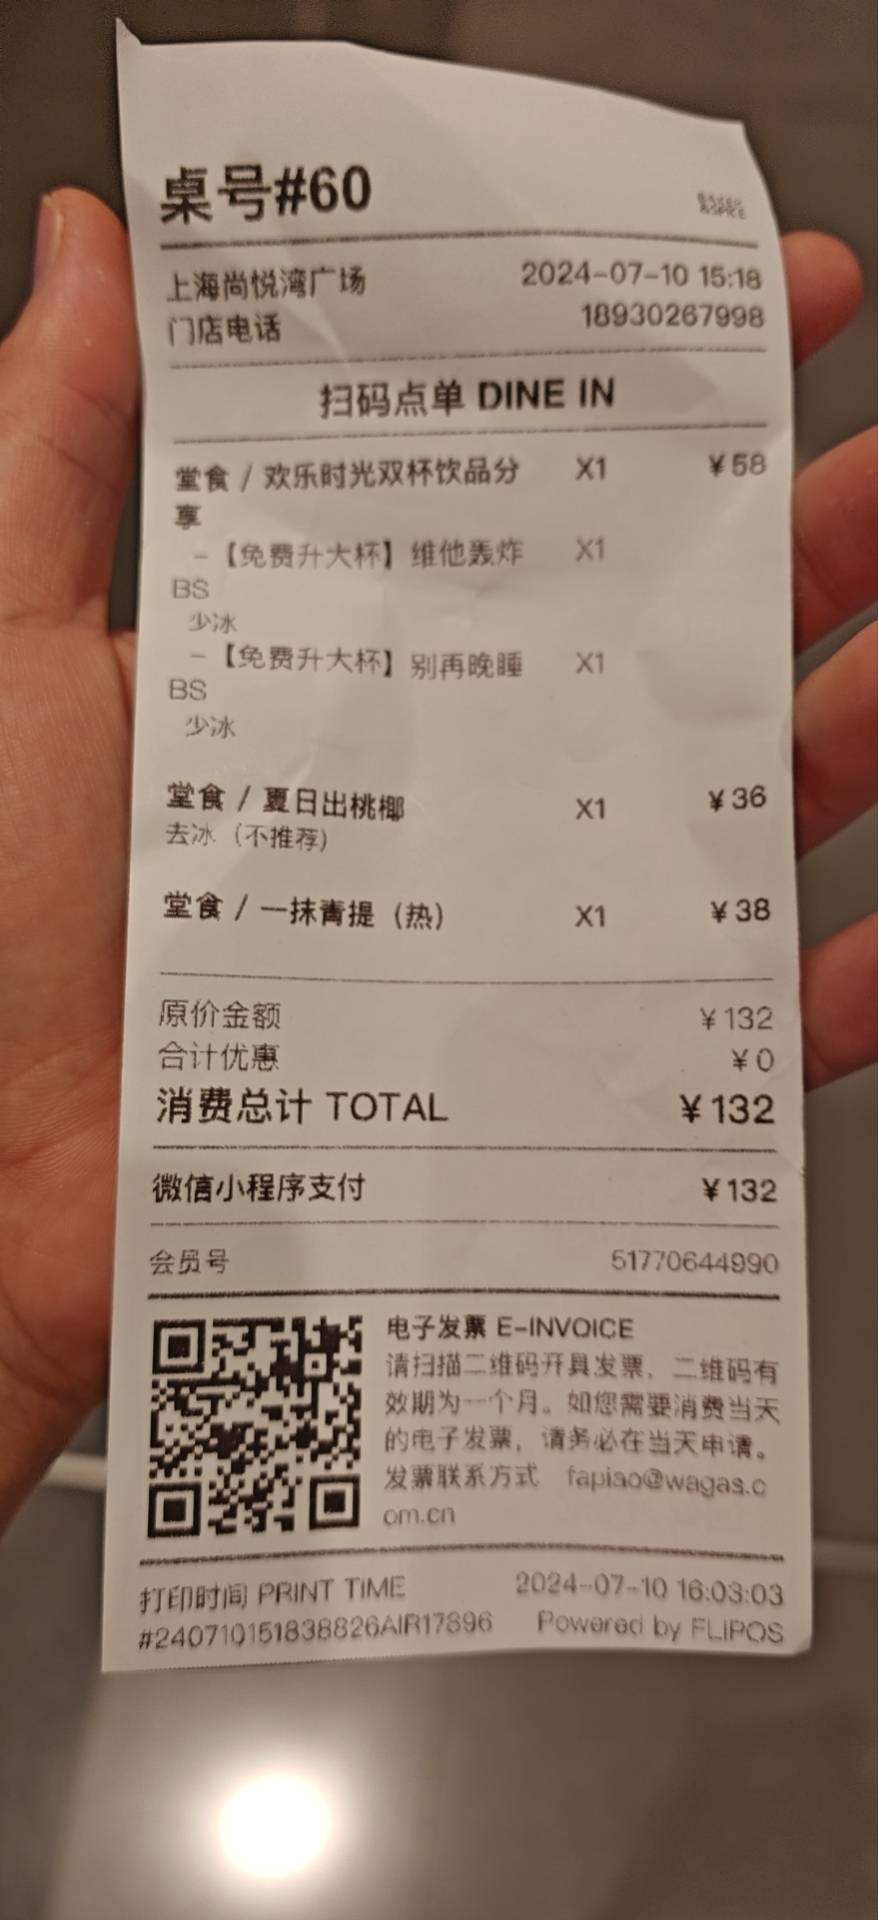 桌号#60
上海尚悦湾广场 2024-07-10 15:18
门店电话 18930267998
扫码点单 DINE IN
堂食 / 欢乐时光双杯饮品分 X1 ¥58
享
-【免费升大杯】维他轰炸 X1
BS
少冰
-【免费升大杯】别再晚睡 X1
BS
少冰
堂食 / 夏日出桃椰 X1 ¥36
去冰（不推荐）
堂食 / 一抹青提（热） X1 ¥38
原价金额 ¥132
合计优惠 ¥0
消费总计 TOTAL ¥132
微信小程序支付 ¥132
会员号 51770644990
电子发票 E-INVOICE
请扫描二维码开具发票，二维码有
效期为一个月。如您需要消费当天
的电子发票，请务必在当天申请。
发票联系方式 fapiao@wagas.c
om.cn
打印时间 PRINT TIME 2024-07-10 16:03:03
#240710151838826AIR17896 Powered by FLIPOS